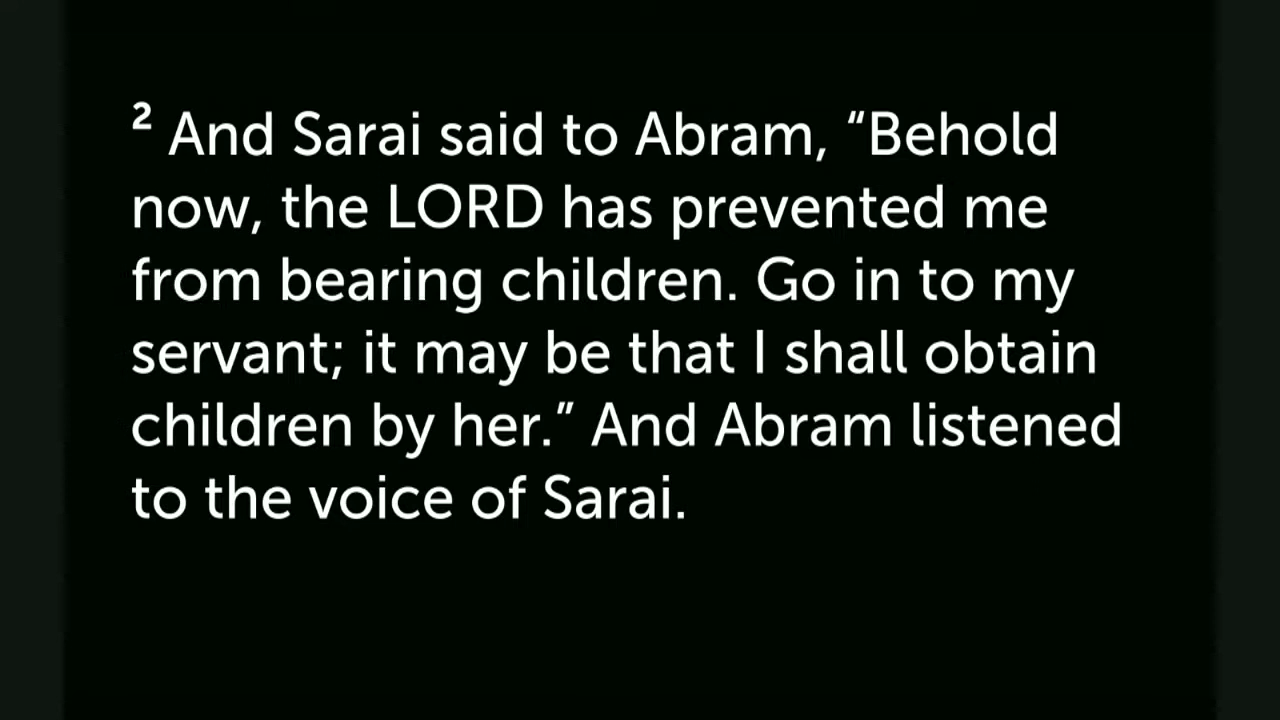 ² And Sarai said to Abram, “Behold
now, the LORD has prevented me
from bearing children. Go in to my
servant; it may be that I shall obtain
children by her.” And Abram listened
to the voice of Sarai.